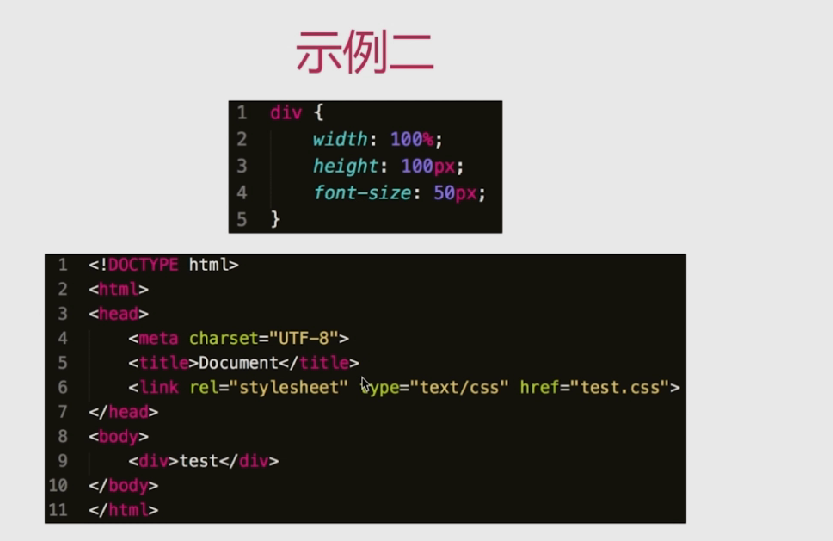 示例二
1 div {
2 width: 100%;
3 height: 100px;
4 font-size: 50px;
5 }
1 <!DOCTYPE html>
2 <html>
3 <head>
4 <meta charset="UTF-8">
5 <title>Document</title>
6 <link rel="stylesheet" type="text/css" href="test.css">
7 </head>
8 <body>
9 <div>test</div>
10 </body>
11 </html>